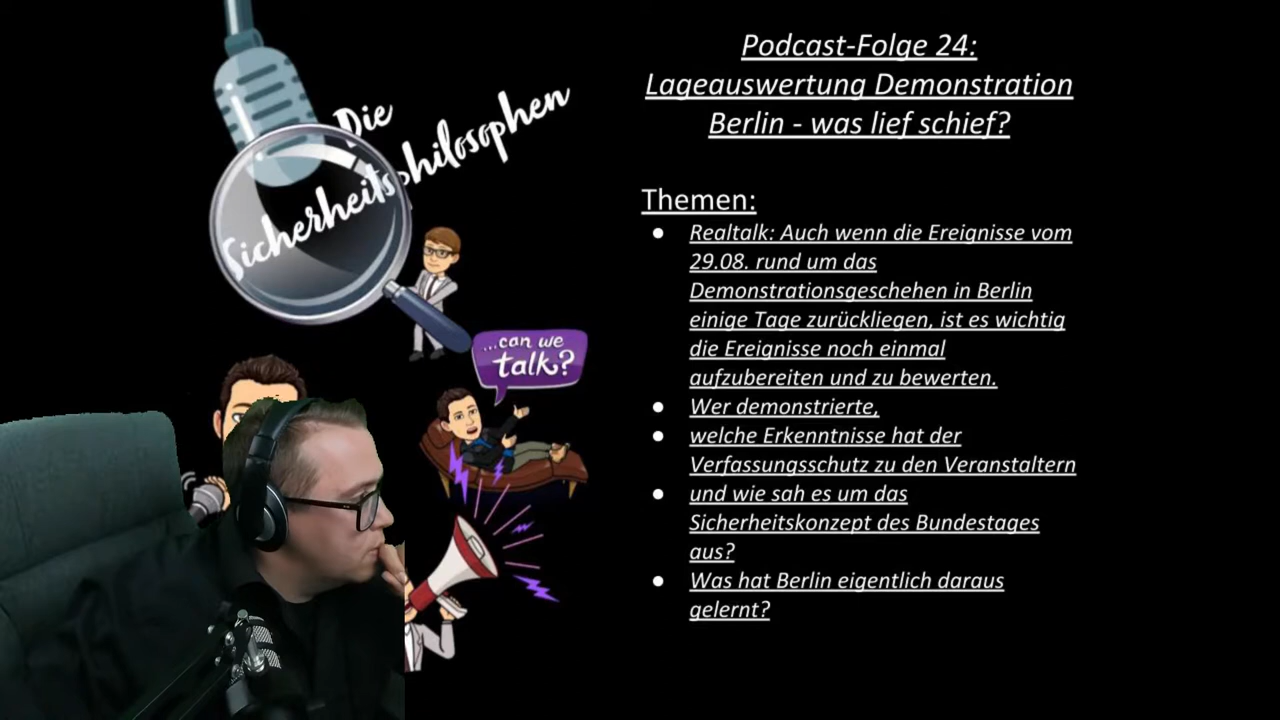 Die
Sicherheitsphilosophen
...can we
talk?
Podcast-Folge 24:
Lageauswertung Demonstration
Berlin - was lief schief?
Themen:
● Realtalk: Auch wenn die Ereignisse vom
29.08. rund um das
Demonstrationsgeschehen in Berlin
einige Tage zurückliegen, ist es wichtig
die Ereignisse noch einmal
aufzubereiten und zu bewerten.
● Wer demonstrierte,
● welche Erkenntnisse hat der
Verfassungsschutz zu den Veranstaltern
● und wie sah es um das
Sicherheitskonzept des Bundestages
aus?
● Was hat Berlin eigentlich daraus
gelernt?